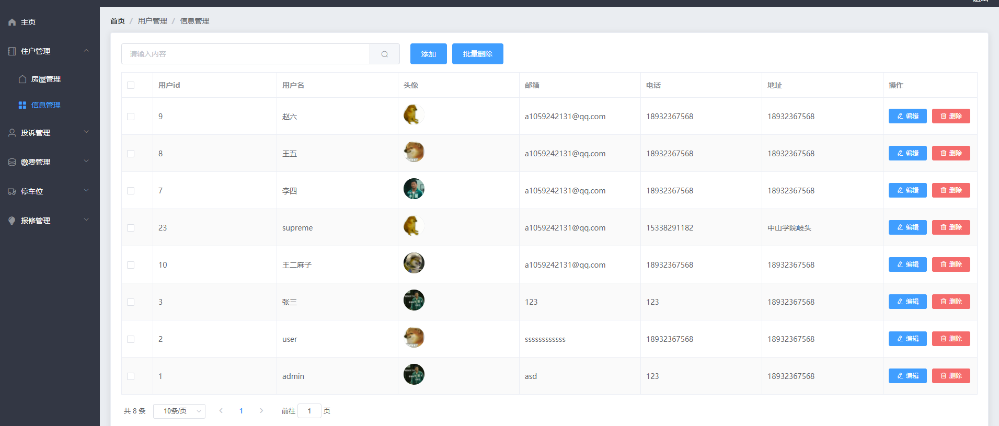 主页
住户管理
房屋管理
信息管理
投诉管理
缴费管理
停车位
报修管理
首页 / 用户管理 / 信息管理
请输入内容 添加 批量删除
用户id 用户名 头像 邮箱 电话 地址 操作
9 赵六 a1059242131@qq.com 18932367568 18932367568 编辑 删除
8 王五 a1059242131@qq.com 18932367568 18932367568 编辑 删除
7 李四 a1059242131@qq.com 18932367568 18932367568 编辑 删除
23 supreme a1059242131@qq.com 15338291182 中山学院岐头 编辑 删除
10 王二麻子 a1059242131@qq.com 18932367568 18932367568 编辑 删除
3 张三 123 123 18932367568 编辑 删除
2 user ssssssssssss 18932367568 18932367568 编辑 删除
1 admin asd 123 18932367568 编辑 删除
共 8 条 10条/页 1 前往 1 页